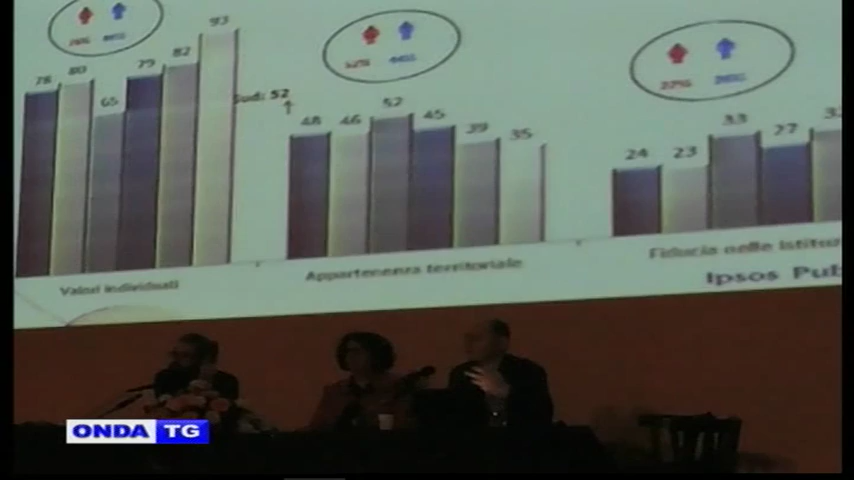 93
82
80
79
78
65
Sud: 52
52
48
46
45
39
35
33
27
24
23
Valori individuali
Appartenenza territoriale
Fiducia nelle istitu
Ipsos Pub
ONDA TG